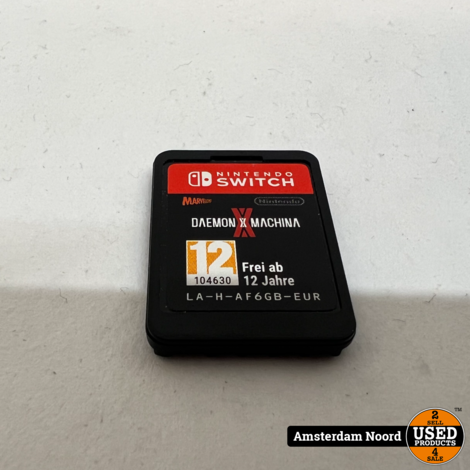 NINTENDO
SWITCH
MARVELOUS
Nintendo
DAEMON X MACHINA
12
104630
Frei ab
12 Jahre
LA-H-AF6GB-EUR
Amsterdam Noord
2
SELL
USED
PRODUCTS
4
SALE
TM